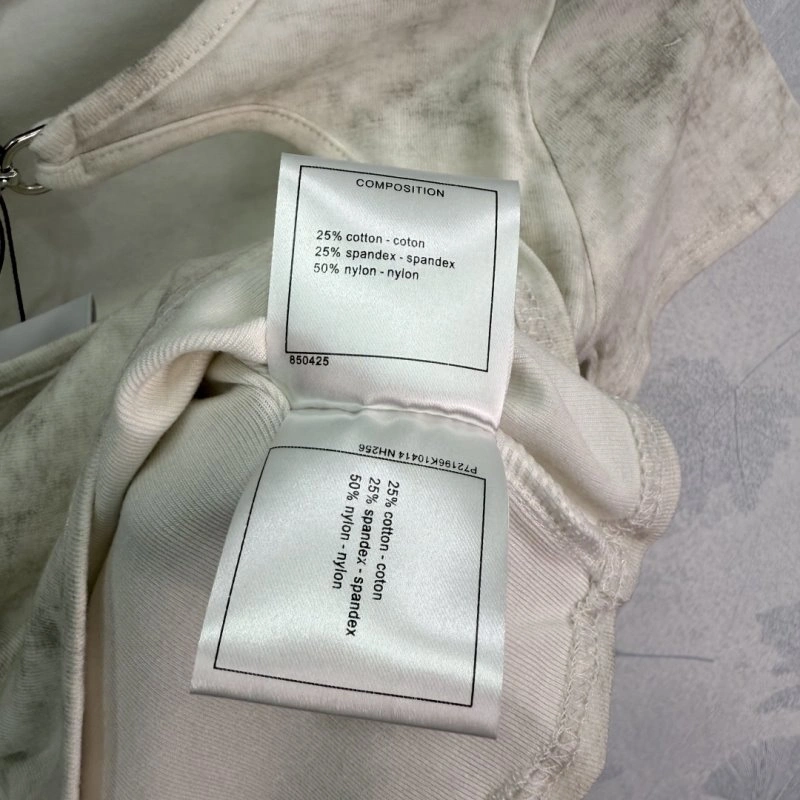 COMPOSITION
25% cotton - coton
25% spandex - spandex
50% nylon - nylon
850425
P72196K10414 NH256
25% cotton - coton
25% spandex - spandex
50% nylon - nylon